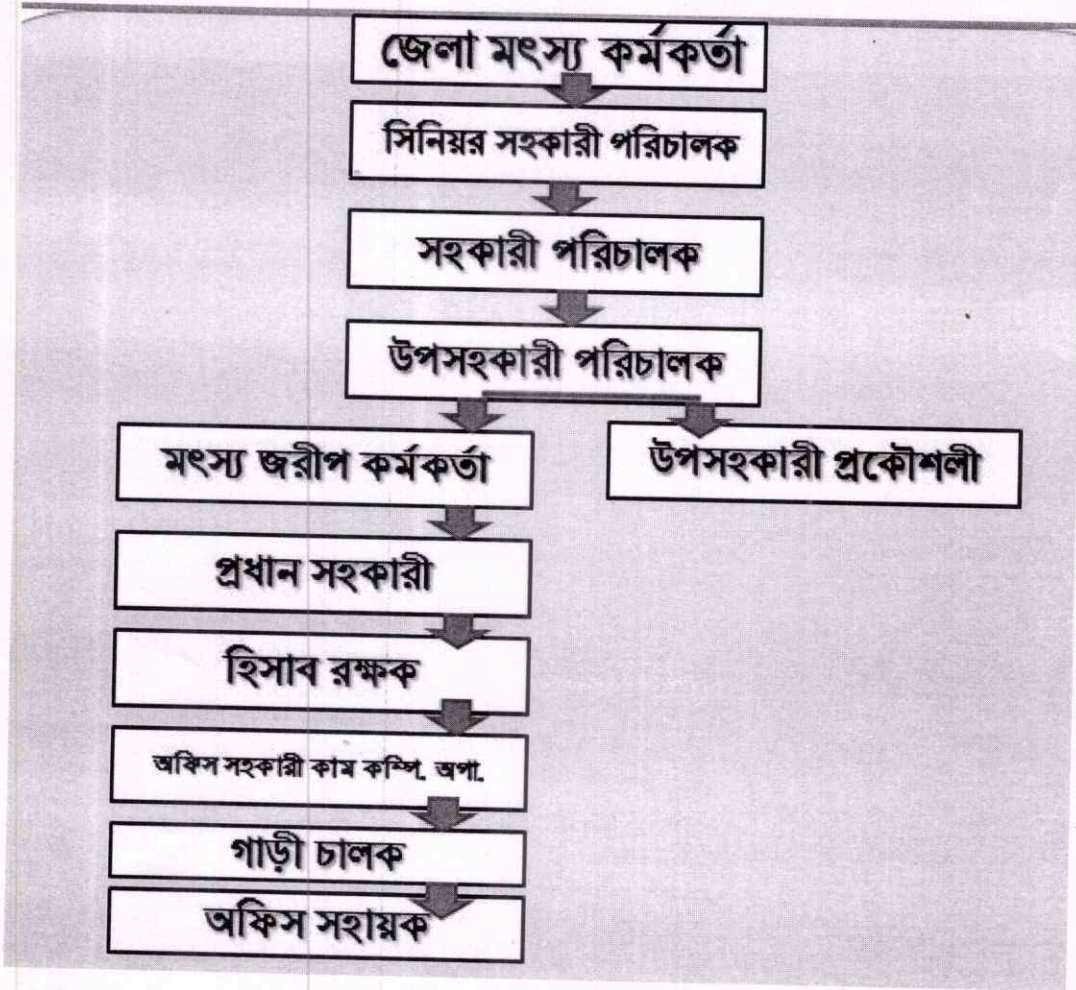 জেলা মৎস্য কর্মকর্তা
সিনিয়র সহকারী পরিচালক
সহকারী পরিচালক
উপসহকারী পরিচালক
মৎস্য জরীপ কর্মকর্তা
উপসহকারী প্রকৌশলী
প্রধান সহকারী
হিসাব রক্ষক
অফিস সহকারী কাম কম্পি. অপা.
গাড়ী চালক
অফিস সহায়ক